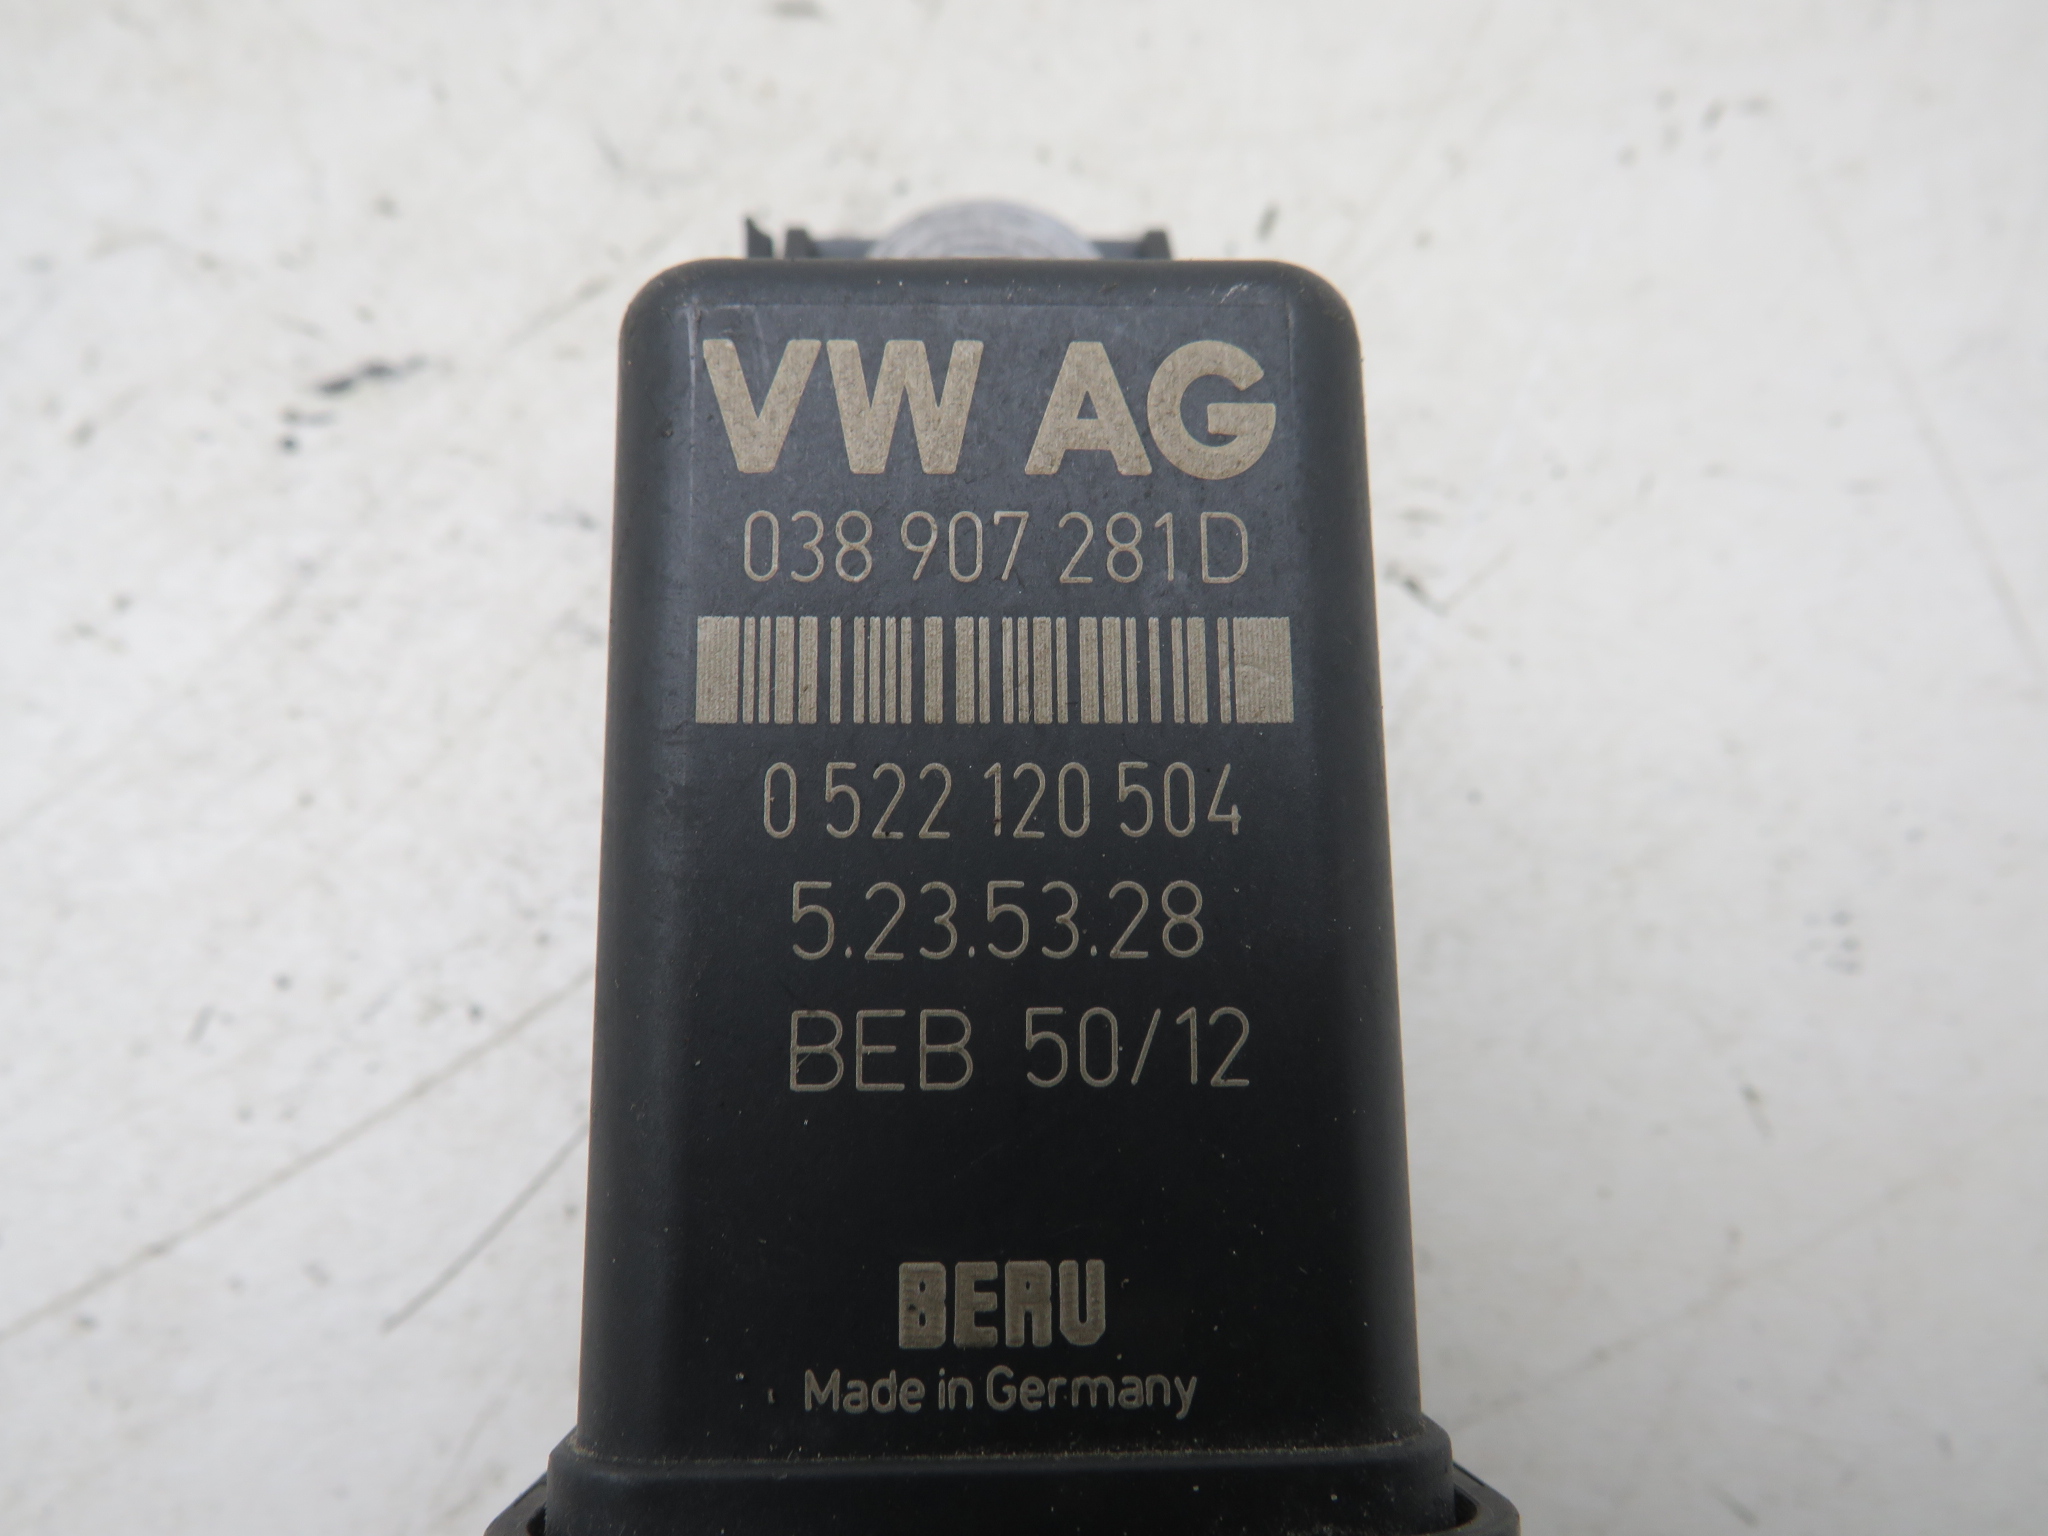 VW AG
038 907 281 D
0 522 120 504
5.23.53.28
BEB 50/12
BERU
Made in Germany